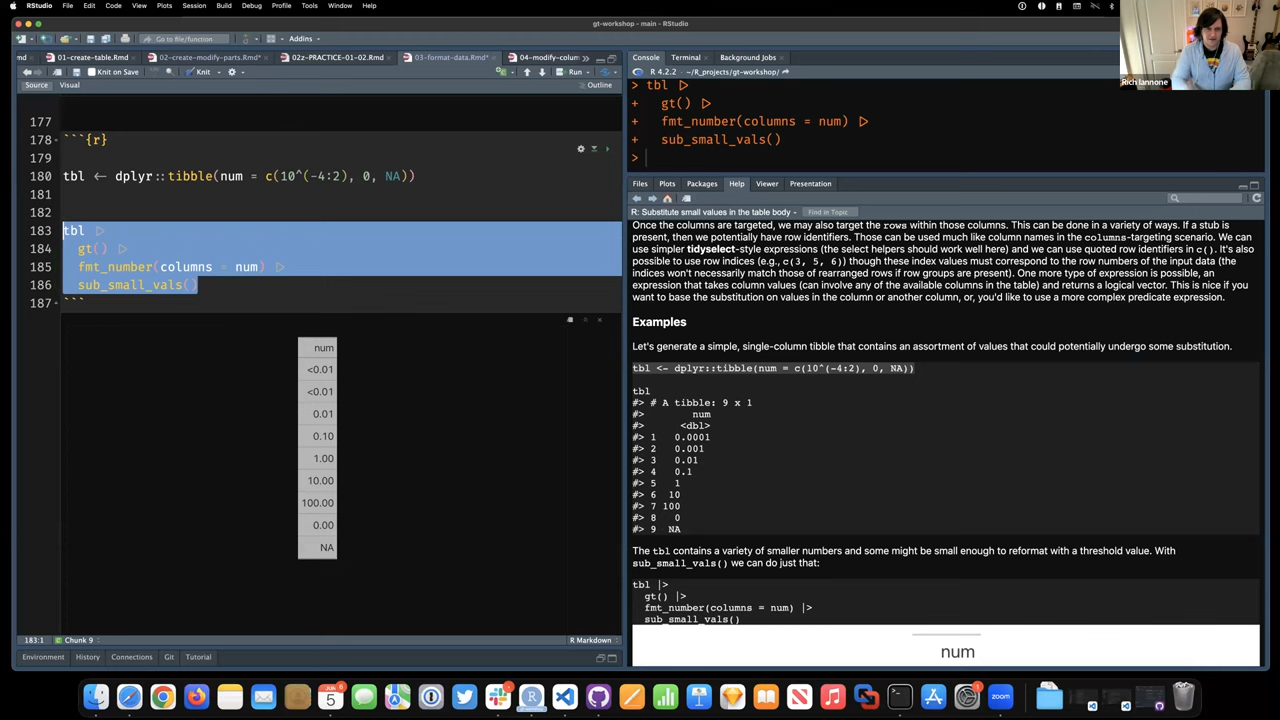 RStudio File Edit Code View Plots Session Build Debug Profile Tools Window Help
gt-workshop - main - RStudio
Go to file/function
Addins
md 01-create-table.Rmd 02-create-modify-parts.Rmd* 02z-PRACTICE-01-02.Rmd 03-format-data.Rmd* 04-modify-colum
Knit on Save
Knit
Run
Source Visual
Outline
177
178 ```{r}
179
180 tbl <- dplyr::tibble(num = c(10^(-4:2), 0, NA))
181
182
183 tbl |>
184 gt() |>
185 fmt_number(columns = num) |>
186 sub_small_vals()
187 ```
num
<0.01
<0.01
0.01
0.10
1.00
10.00
100.00
0.00
NA
183:1 Chunk 9
R Markdown
Environment History Connections Git Tutorial
Console Terminal Background Jobs
R 4.2.2 · ~/R_projects/gt-workshop/
> tbl |>
+ gt() |>
+ fmt_number(columns = num) |>
+ sub_small_vals()
>
Files Plots Packages Help Viewer Presentation
R: Substitute small values in the table body
Find in Topic
Once the columns are targeted, we may also target the rows within those columns. This can be done in a variety of ways. If a stub is
present, then we potentially have row identifiers. Those can be used much like column names in the columns-targeting scenario. We can
use simpler tidyselect-style expressions (the select helpers should work well here) and we can use quoted row identifiers in c(). It's also
possible to use row indices (e.g., c(3, 5, 6)) though these index values must correspond to the row numbers of the input data (the
indices won't necessarily match those of rearranged rows if row groups are present). One more type of expression is possible, an
expression that takes column values (can involve any of the available columns in the table) and returns a logical vector. This is nice if you
want to base the substitution on values in the column or another column, or, you'd like to use a more complex predicate expression.
Examples
Let's generate a simple, single-column tibble that contains an assortment of values that could potentially undergo some substitution.
tbl <- dplyr::tibble(num = c(10^(-4:2), 0, NA))
tbl
#> # A tibble: 9 x 1
#> num
#> <dbl>
#> 1 0.0001
#> 2 0.001
#> 3 0.01
#> 4 0.1
#> 5 1
#> 6 10
#> 7 100
#> 8 0
#> 9 NA
The tbl contains a variety of smaller numbers and some might be small enough to reformat with a threshold value. With
sub_small_vals() we can do just that:
tbl |>
gt() |>
fmt_number(columns = num) |>
sub_small_vals()
num
Rich Iannone
JUN
5
zoom